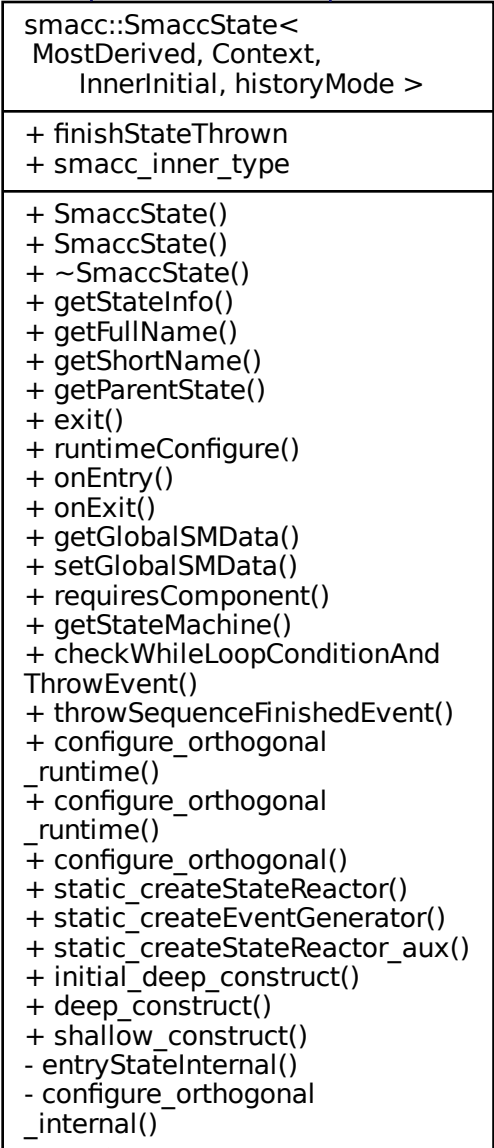 smacc::SmaccState<
MostDerived, Context,
InnerInitial, historyMode >
+ finishStateThrown
+ smacc_inner_type
+ SmaccState()
+ SmaccState()
+ ~SmaccState()
+ getStateInfo()
+ getFullName()
+ getShortName()
+ getParentState()
+ exit()
+ runtimeConfigure()
+ onEntry()
+ onExit()
+ getGlobalSMData()
+ setGlobalSMData()
+ requiresComponent()
+ getStateMachine()
+ checkWhileLoopConditionAnd
ThrowEvent()
+ throwSequenceFinishedEvent()
+ configure_orthogonal
_runtime()
+ configure_orthogonal
_runtime()
+ configure_orthogonal()
+ static_createStateReactor()
+ static_createEventGenerator()
+ static_createStateReactor_aux()
+ initial_deep_construct()
+ deep_construct()
+ shallow_construct()
- entryStateInternal()
- configure_orthogonal
_internal()